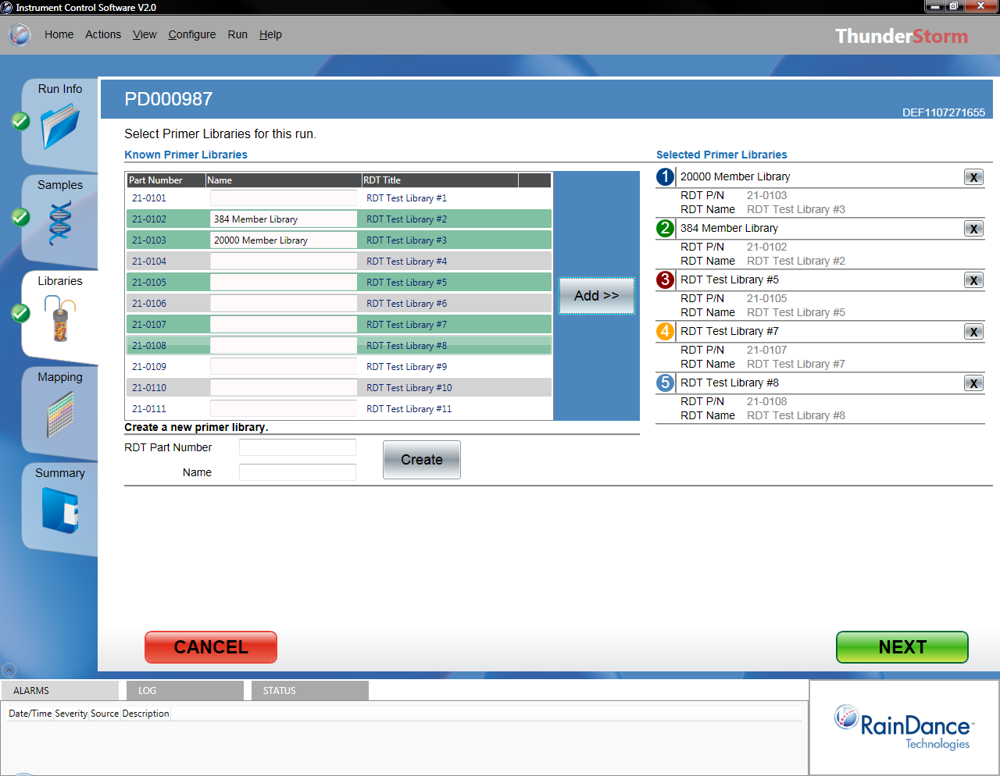 Instrument Control Software V2.0
Home Actions View Configure Run Help
ThunderStorm
Run Info
Samples
Libraries
Mapping
Summary
PD000987
DEF1107271655
Select Primer Libraries for this run.
Known Primer Libraries
Part Number Name RDT Title
21-0101 RDT Test Library #1
21-0102 384 Member Library RDT Test Library #2
21-0103 20000 Member Library RDT Test Library #3
21-0104 RDT Test Library #4
21-0105 RDT Test Library #5
21-0106 RDT Test Library #6
21-0107 RDT Test Library #7
21-0108 RDT Test Library #8
21-0109 RDT Test Library #9
21-0110 RDT Test Library #10
21-0111 RDT Test Library #11
Add >>
Create a new primer library.
RDT Part Number
Name
Create
Selected Primer Libraries
1 20000 Member Library X
RDT P/N 21-0103
RDT Name RDT Test Library #3
2 384 Member Library X
RDT P/N 21-0102
RDT Name RDT Test Library #2
3 RDT Test Library #5 X
RDT P/N 21-0105
RDT Name RDT Test Library #5
4 RDT Test Library #7 X
RDT P/N 21-0107
RDT Name RDT Test Library #7
5 RDT Test Library #8 X
RDT P/N 21-0108
RDT Name RDT Test Library #8
CANCEL
NEXT
ALARMS LOG STATUS
Date/Time Severity Source Description
RainDance™
Technologies